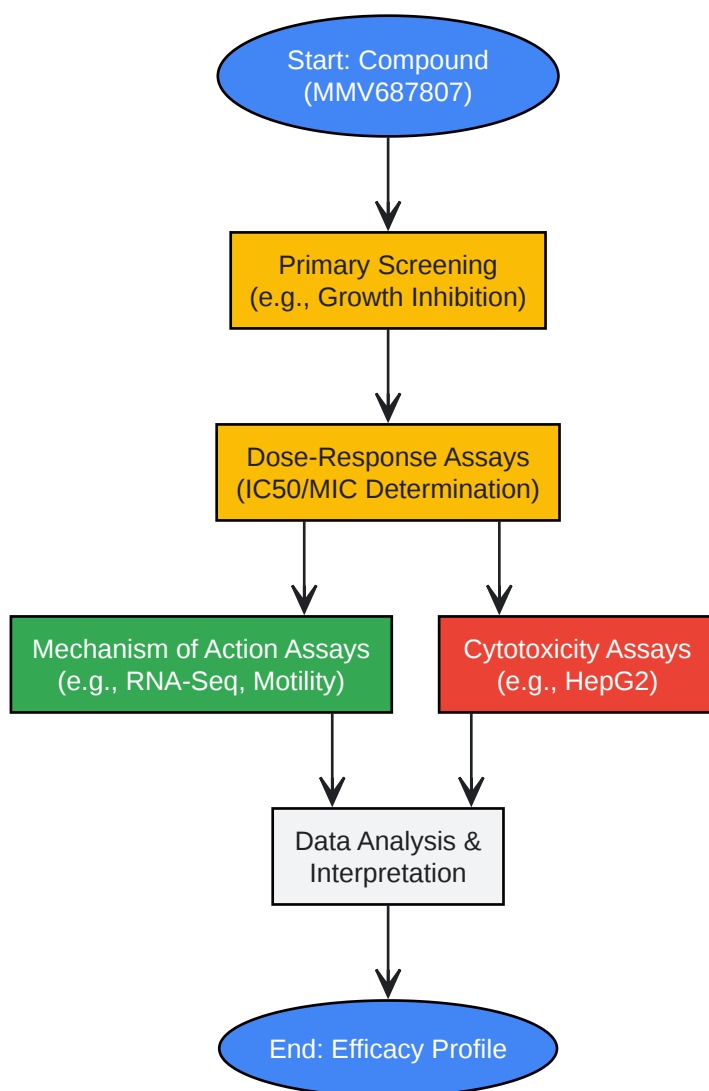 Start: Compound
(MMV687807)
Primary Screening
(e.g., Growth Inhibition)
Dose-Response Assays
(IC50/MIC Determination)
Mechanism of Action Assays
(e.g., RNA-Seq, Motility)
Cytotoxicity Assays
(e.g., HepG2)
Data Analysis &
Interpretation
End: Efficacy Profile